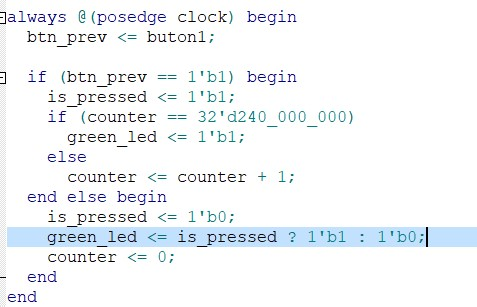 always @(posedge clock) begin
btn_prev <= buton1;
if (btn_prev == 1'b1) begin
is_pressed <= 1'b1;
if (counter == 32'd240_000_000)
green_led <= 1'b1;
else
counter <= counter + 1;
end else begin
is_pressed <= 1'b0;
green_led <= is_pressed ? 1'b1 : 1'b0;
counter <= 0;
end
end